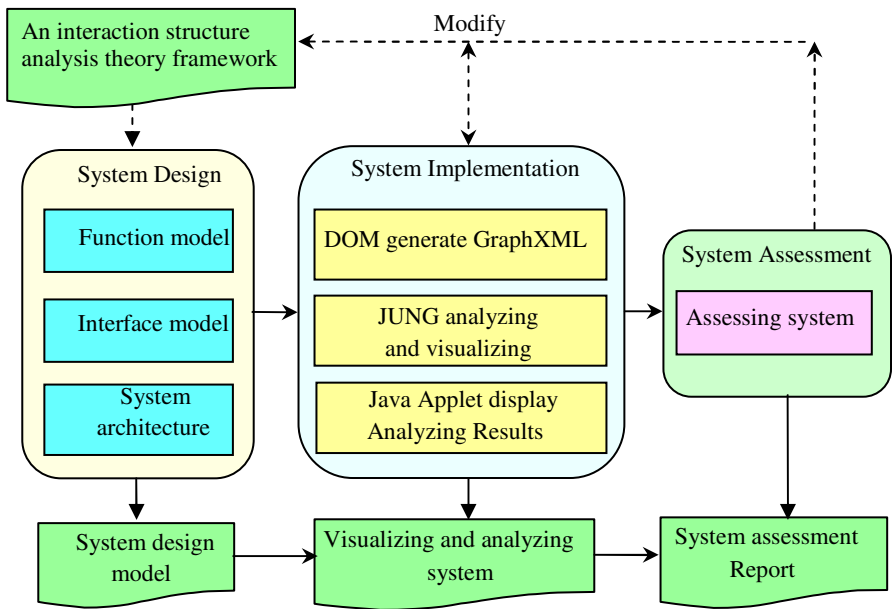 Modify
An interaction structure
analysis theory framework
System Design
Function model
Interface model
System
architecture
System Implementation
DOM generate GraphXML
JUNG analyzing
and visualizing
Java Applet display
Analyzing Results
System Assessment
Assessing system
System design
model
Visualizing and analyzing
system
System assessment
Report